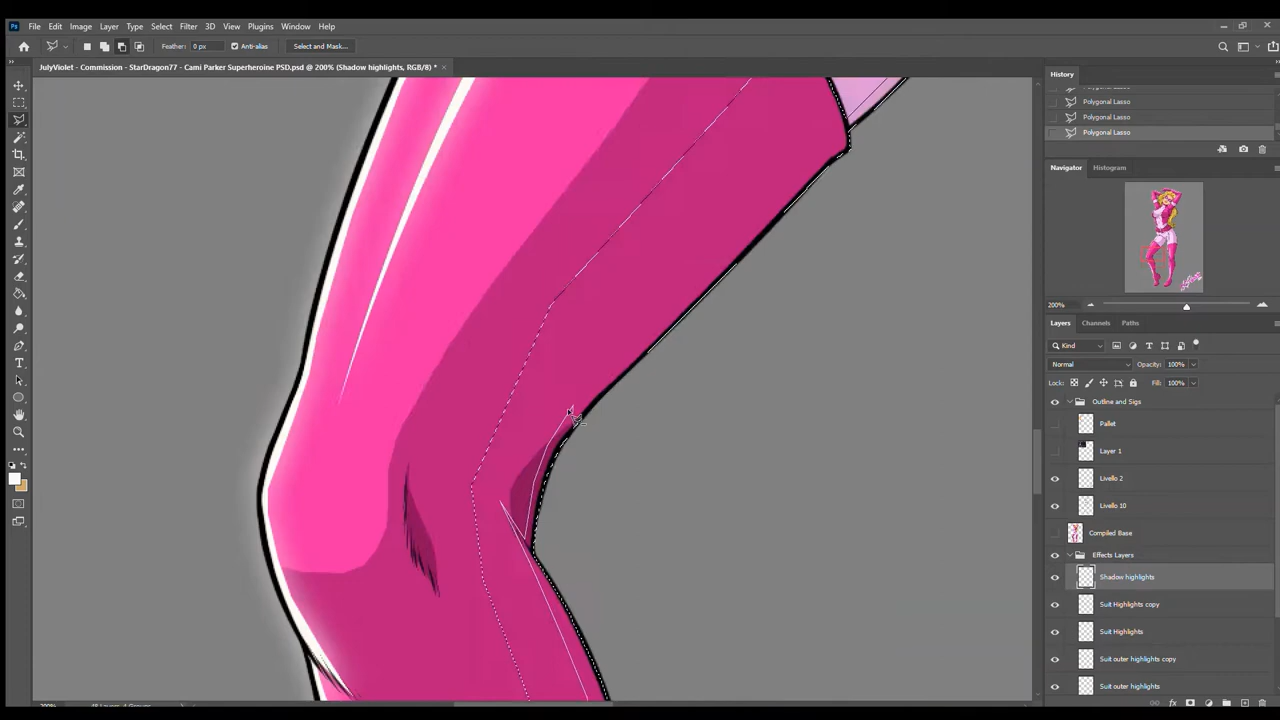 Ps File Edit Image Layer Type Select Filter 3D View Plugins Window Help
Feather: 0 px Anti-alias Select and Mask...
JulyViolet - Commission - StarDragon77 - Cami Parker Superheroine PSD.psd @ 200% (Shadow highlights, RGB/8) *
History
Polygonal Lasso
Polygonal Lasso
Polygonal Lasso
Navigator Histogram
200%
Layers Channels Paths
Kind
Normal Opacity: 100%
Lock: Fill: 100%
Outline and Sigs
Pallet
Layer 1
Livello 2
Livello 10
Compiled Base
Effects Layers
Shadow highlights
Suit Highlights copy
Suit Highlights
Suit outer highlights copy
Suit outer highlights